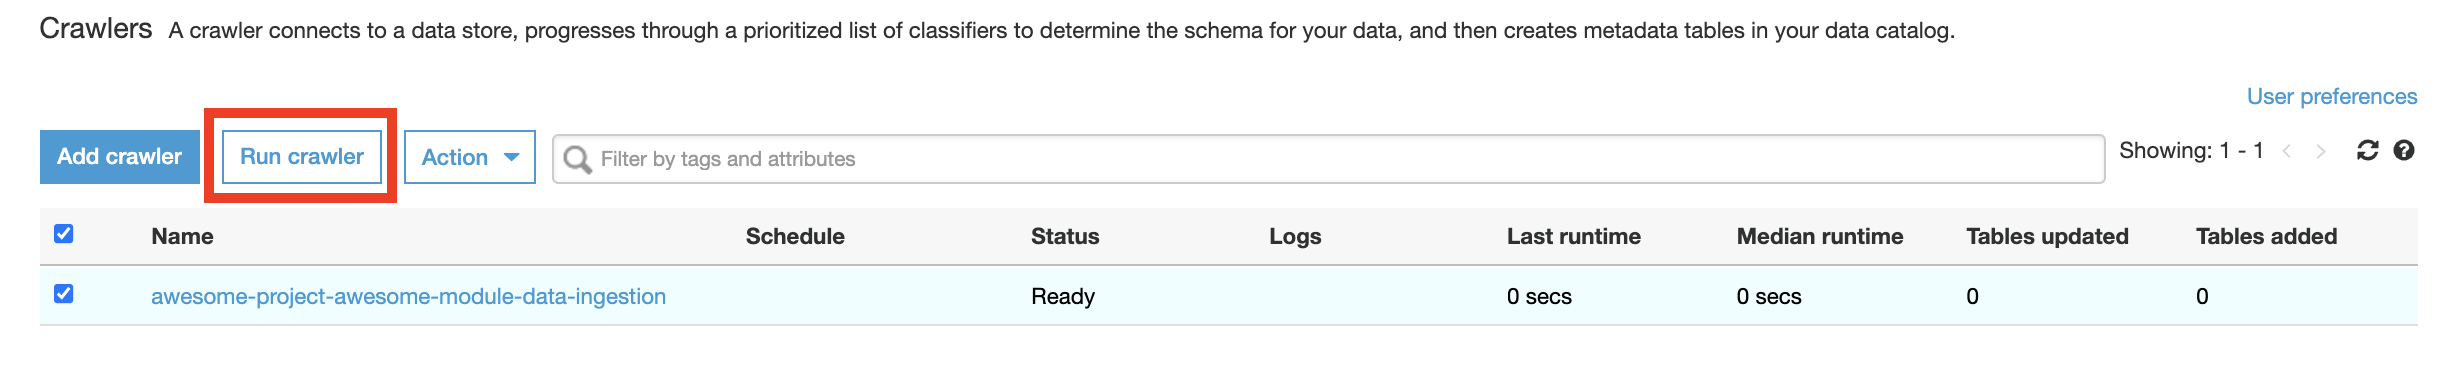 Crawlers A crawler connects to a data store, progresses through a prioritized list of classifiers to determine the schema for your data, and then creates metadata tables in your data catalog.
User preferences
Add crawler Run crawler Action Filter by tags and attributes Showing: 1 - 1
Name Schedule Status Logs Last runtime Median runtime Tables updated Tables added
awesome-project-awesome-module-data-ingestion Ready 0 secs 0 secs 0 0